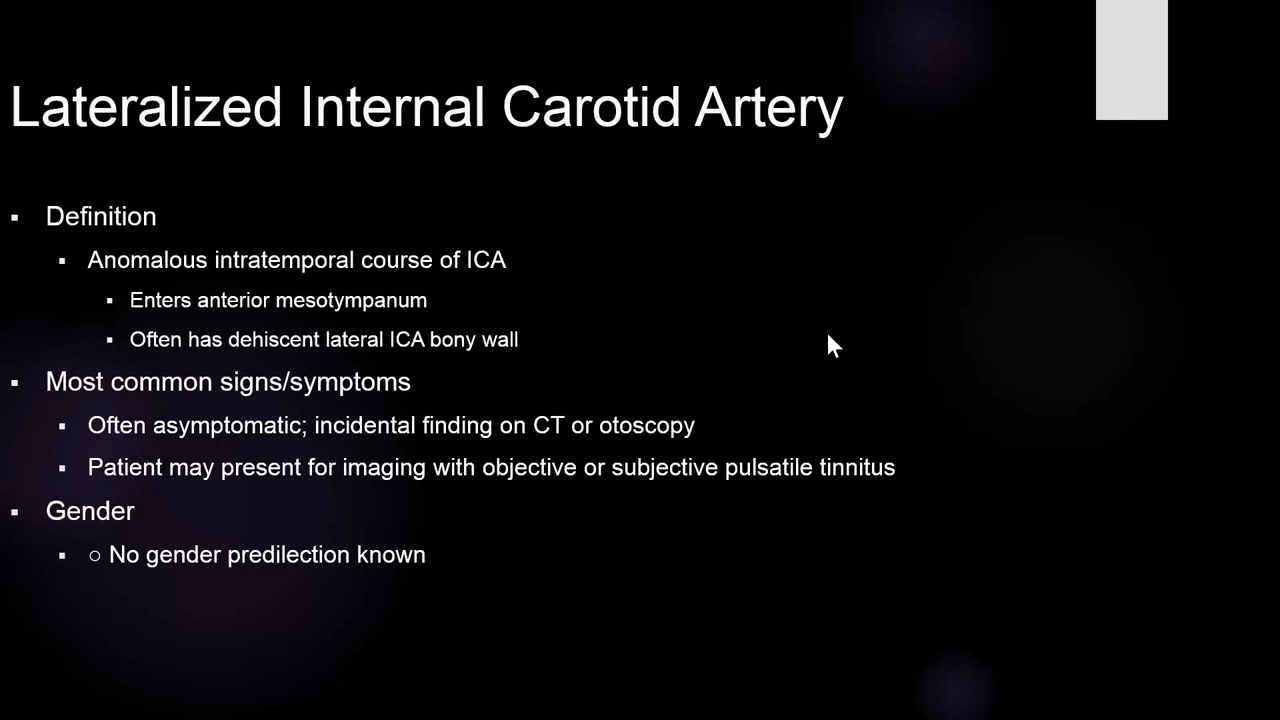 Lateralized Internal Carotid Artery
▪ Definition
▪ Anomalous intratemporal course of ICA
▪ Enters anterior mesotympanum
▪ Often has dehiscent lateral ICA bony wall
▪ Most common signs/symptoms
▪ Often asymptomatic; incidental finding on CT or otoscopy
▪ Patient may present for imaging with objective or subjective pulsatile tinnitus
▪ Gender
▪ ○ No gender predilection known